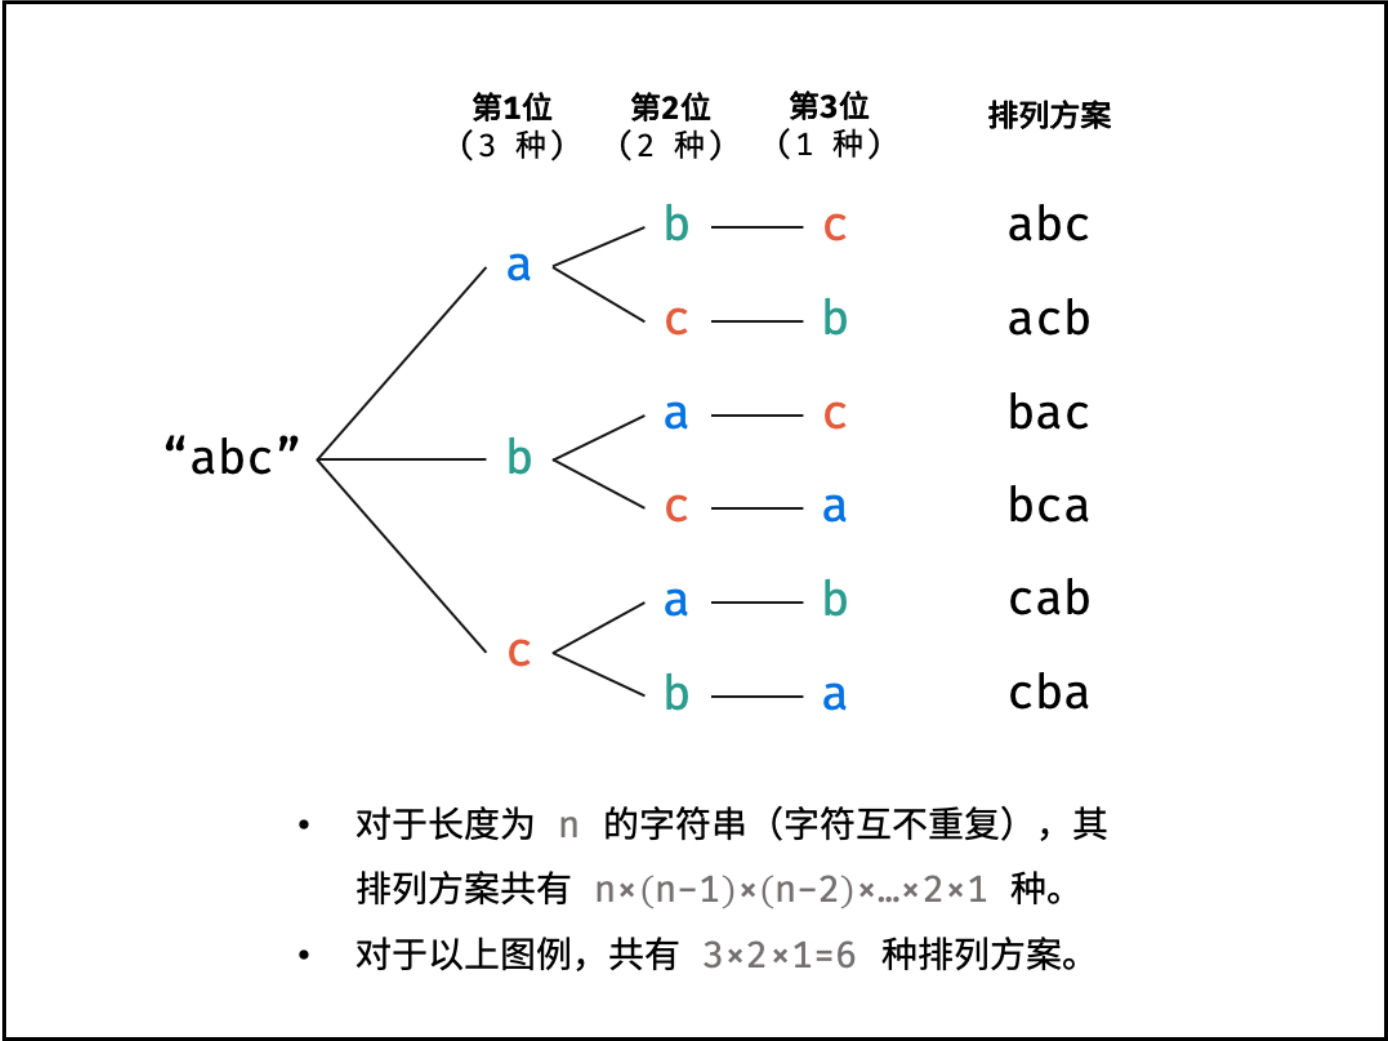 第1位 第2位 第3位 排列方案
(3 种) (2 种) (1 种)
b c abc
a
c b acb
a c bac
“abc” b
c a bca
a b cab
c
b a cba
• 对于长度为 n 的字符串（字符互不重复），其
排列方案共有 n×(n-1)×(n-2)×…×2×1 种。
• 对于以上图例，共有 3×2×1=6 种排列方案。